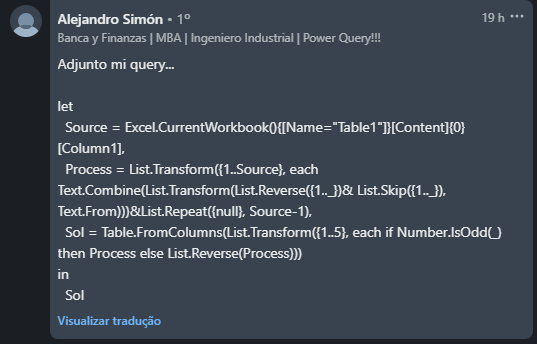 Alejandro Simón • 1º
19 h •••
Banca y Finanzas | MBA | Ingeniero Industrial | Power Query!!!
Adjunto mi query...
let
Source = Excel.CurrentWorkbook(){[Name="Table1"]}[Content]{0}
[Column1],
Process = List.Transform({1..Source}, each
Text.Combine(List.Transform(List.Reverse({1.._})& List.Skip({1.._}),
Text.From)))&List.Repeat({null}, Source-1),
Sol = Table.FromColumns(List.Transform({1..5}, each if Number.IsOdd(_)
then Process else List.Reverse(Process)))
in
Sol
Visualizar tradução